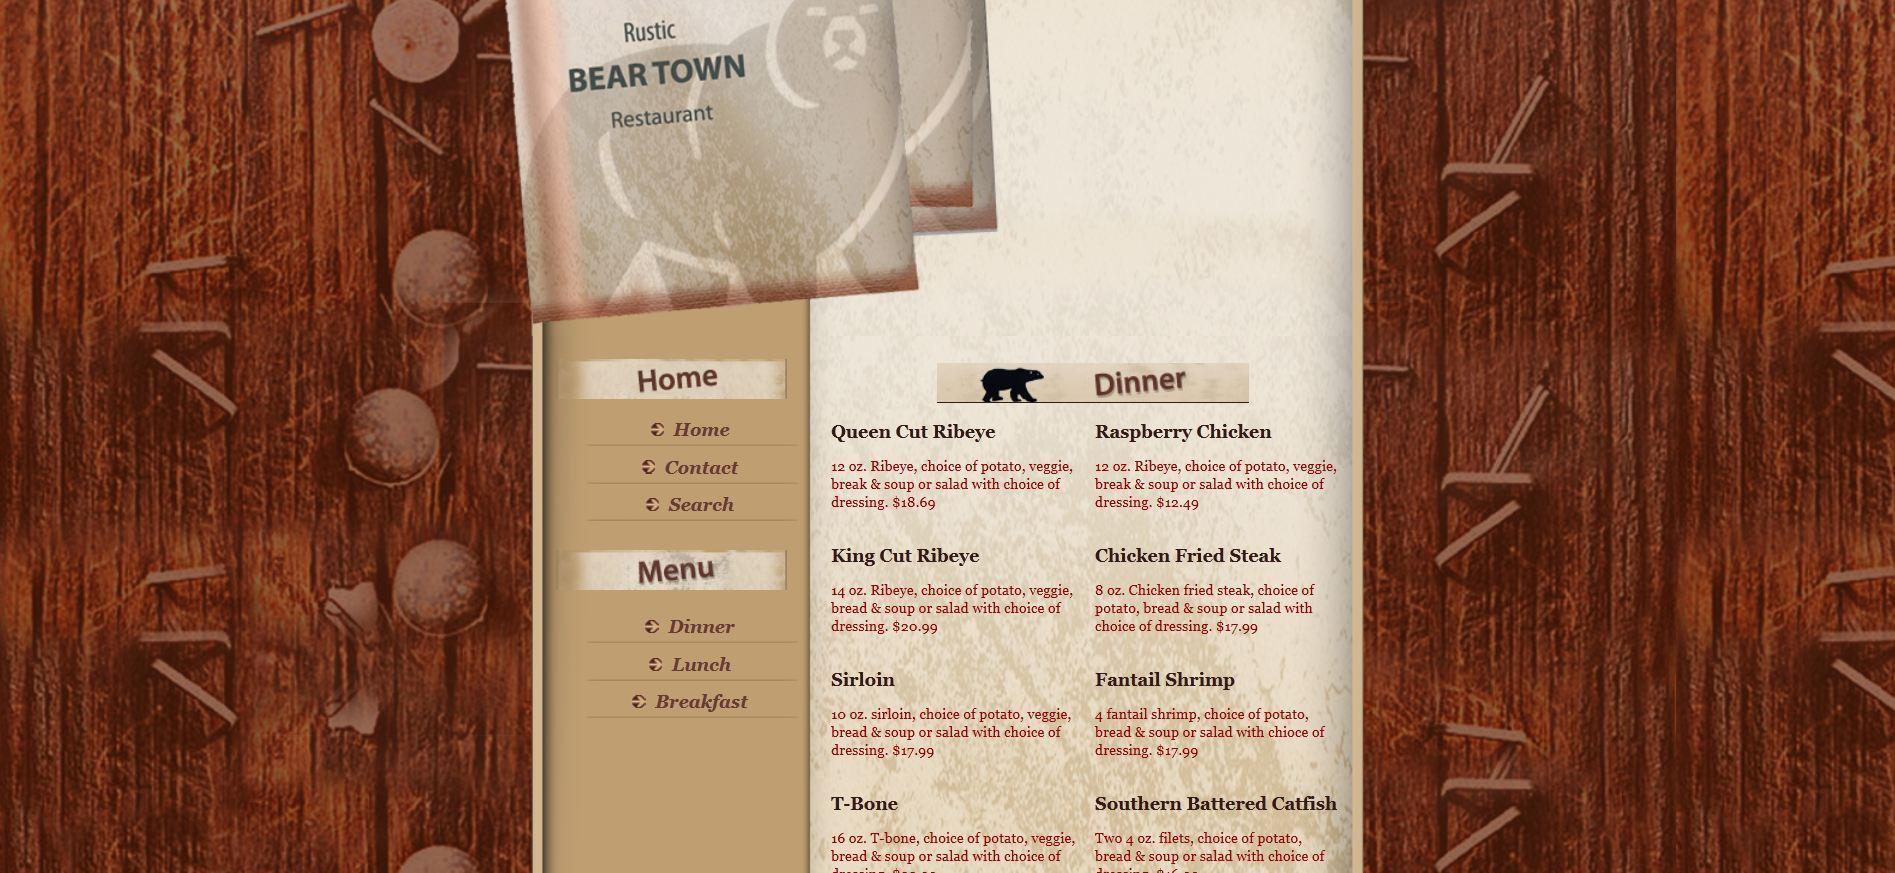 Rustic
BEAR TOWN
Restaurant
Home
Home
Contact
Search
Menu
Dinner
Lunch
Breakfast
Dinner
Queen Cut Ribeye
12 oz. Ribeye, choice of potato, veggie,
break & soup or salad with choice of
dressing. $18.69
Raspberry Chicken
12 oz. Ribeye, choice of potato, veggie,
break & soup or salad with choice of
dressing. $12.49
King Cut Ribeye
14 oz. Ribeye, choice of potato, veggie,
bread & soup or salad with choice of
dressing. $20.99
Chicken Fried Steak
8 oz. Chicken fried steak, choice of
potato, bread & soup or salad with
choice of dressing. $17.99
Sirloin
10 oz. sirloin, choice of potato, veggie,
bread & soup or salad with choice of
dressing. $17.99
Fantail Shrimp
4 fantail shrimp, choice of potato,
bread & soup or salad with chioce of
dressing. $17.99
T-Bone
16 oz. T-bone, choice of potato, veggie,
bread & soup or salad with choice of
Southern Battered Catfish
Two 4 oz. filets, choice of potato,
bread & soup or salad with choice of